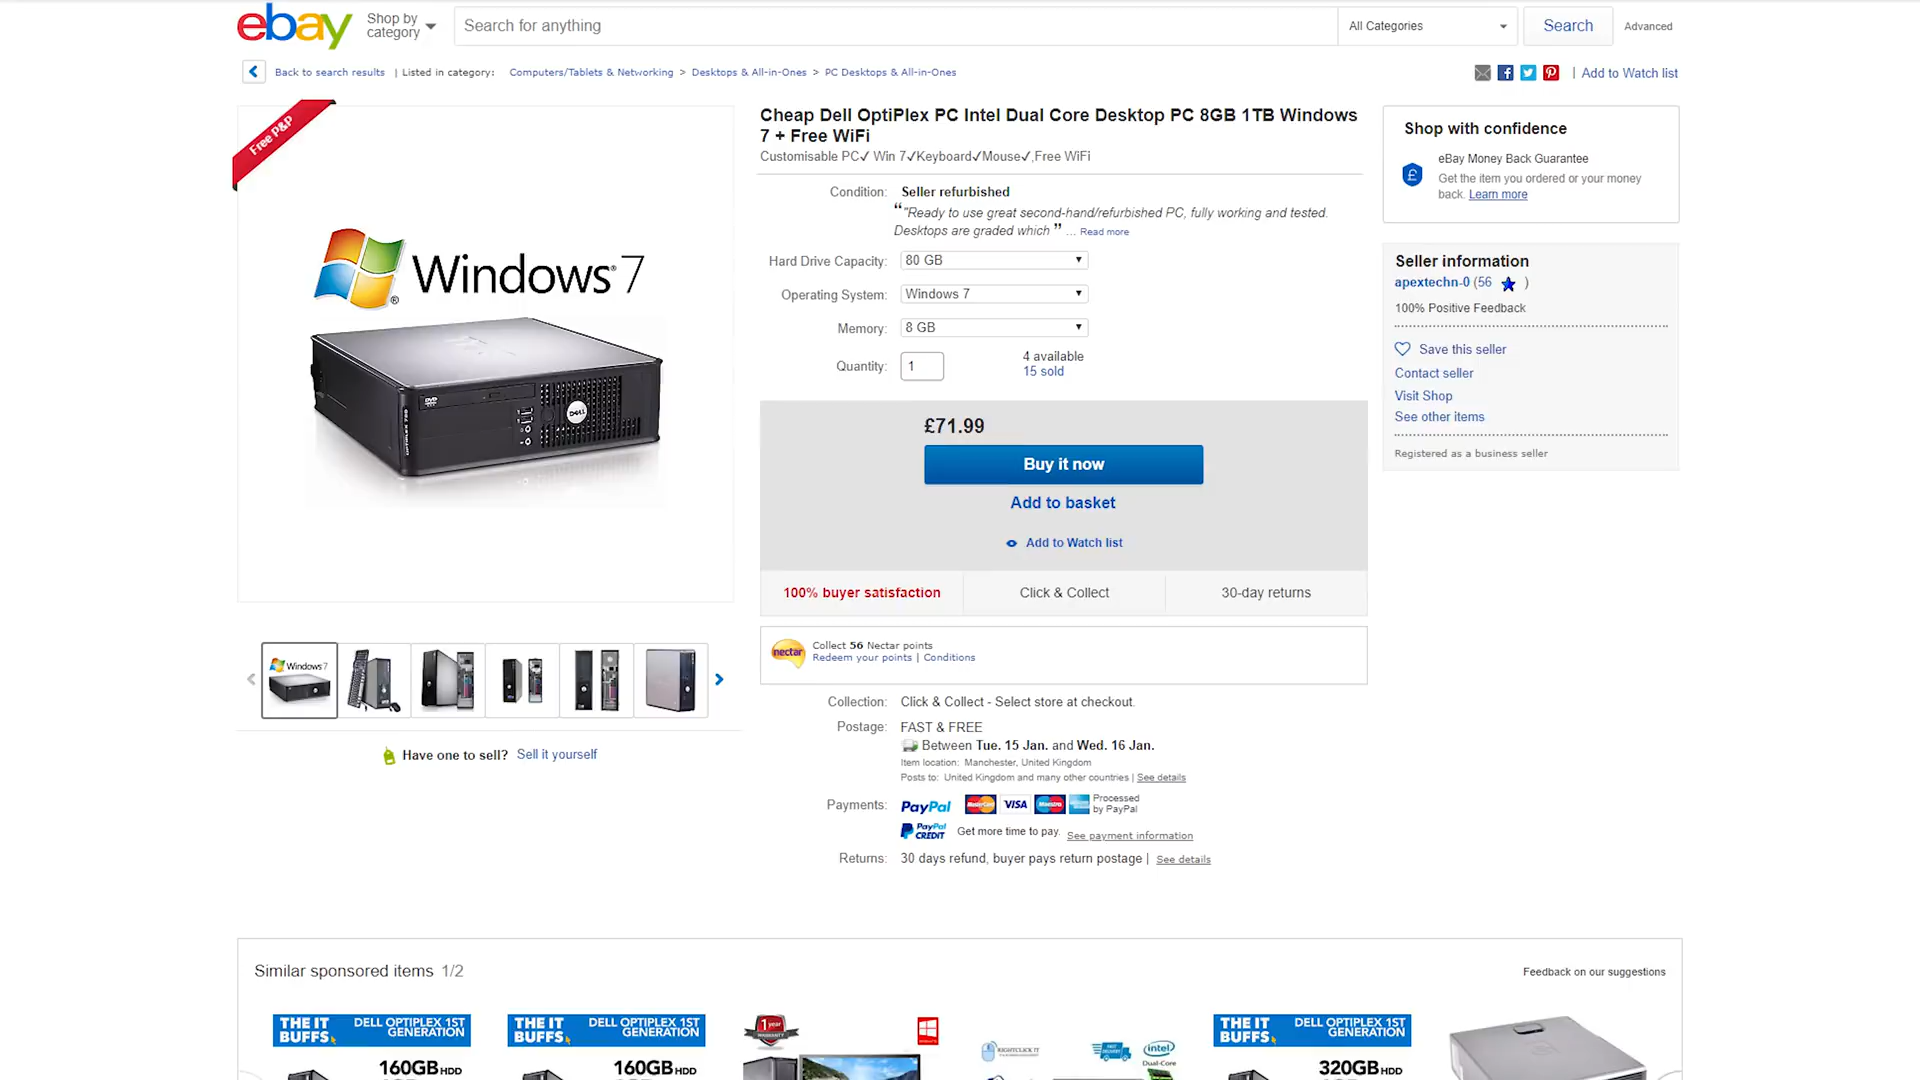 ebay
Shop by
category
Search for anything
All Categories
Search
Advanced
Back to search results | Listed in category: Computers/Tablets & Networking > Desktops & All-in-Ones > PC Desktops & All-in-Ones
| Add to Watch list
Free P&P
Windows 7
DELL
Cheap Dell OptiPlex PC Intel Dual Core Desktop PC 8GB 1TB Windows
7 + Free WiFi
Customisable PC✓ Win 7✓Keyboard✓Mouse✓,Free WiFi
Condition: Seller refurbished
“"Ready to use great second-hand/refurbished PC, fully working and tested.
Desktops are graded which ” ... Read more
Hard Drive Capacity: 80 GB
Operating System: Windows 7
Memory: 8 GB
Quantity: 1
4 available
15 sold
£71.99
Buy it now
Add to basket
Add to Watch list
100% buyer satisfaction
Click & Collect
30-day returns
nectar
Collect 56 Nectar points
Redeem your points | Conditions
Collection: Click & Collect - Select store at checkout.
Postage: FAST & FREE
Between Tue. 15 Jan. and Wed. 16 Jan.
Item location: Manchester, United Kingdom
Posts to: United Kingdom and many other countries | See details
Payments: PayPal MasterCard VISA Maestro Processed
by PayPal
PayPal
CREDIT
Get more time to pay. See payment information
Returns: 30 days refund, buyer pays return postage | See details
Shop with confidence
eBay Money Back Guarantee
Get the item you ordered or your money
back. Learn more
Seller information
apextechn-0 (56 )
100% Positive Feedback
Save this seller
Contact seller
Visit Shop
See other items
Registered as a business seller
Windows 7
Have one to sell? Sell it yourself
Similar sponsored items 1/2
Feedback on our suggestions
THE IT
BUFFS
DELL OPTIPLEX 1ST
GENERATION
160GB HDD
THE IT
BUFFS
DELL OPTIPLEX 1ST
GENERATION
160GB HDD
1 year
WARRANTY
RIGHTCLICK IT
FAST
DELIVERY
intel
Dual-Core
THE IT
BUFFS
DELL OPTIPLEX 1ST
GENERATION
320GB HDD